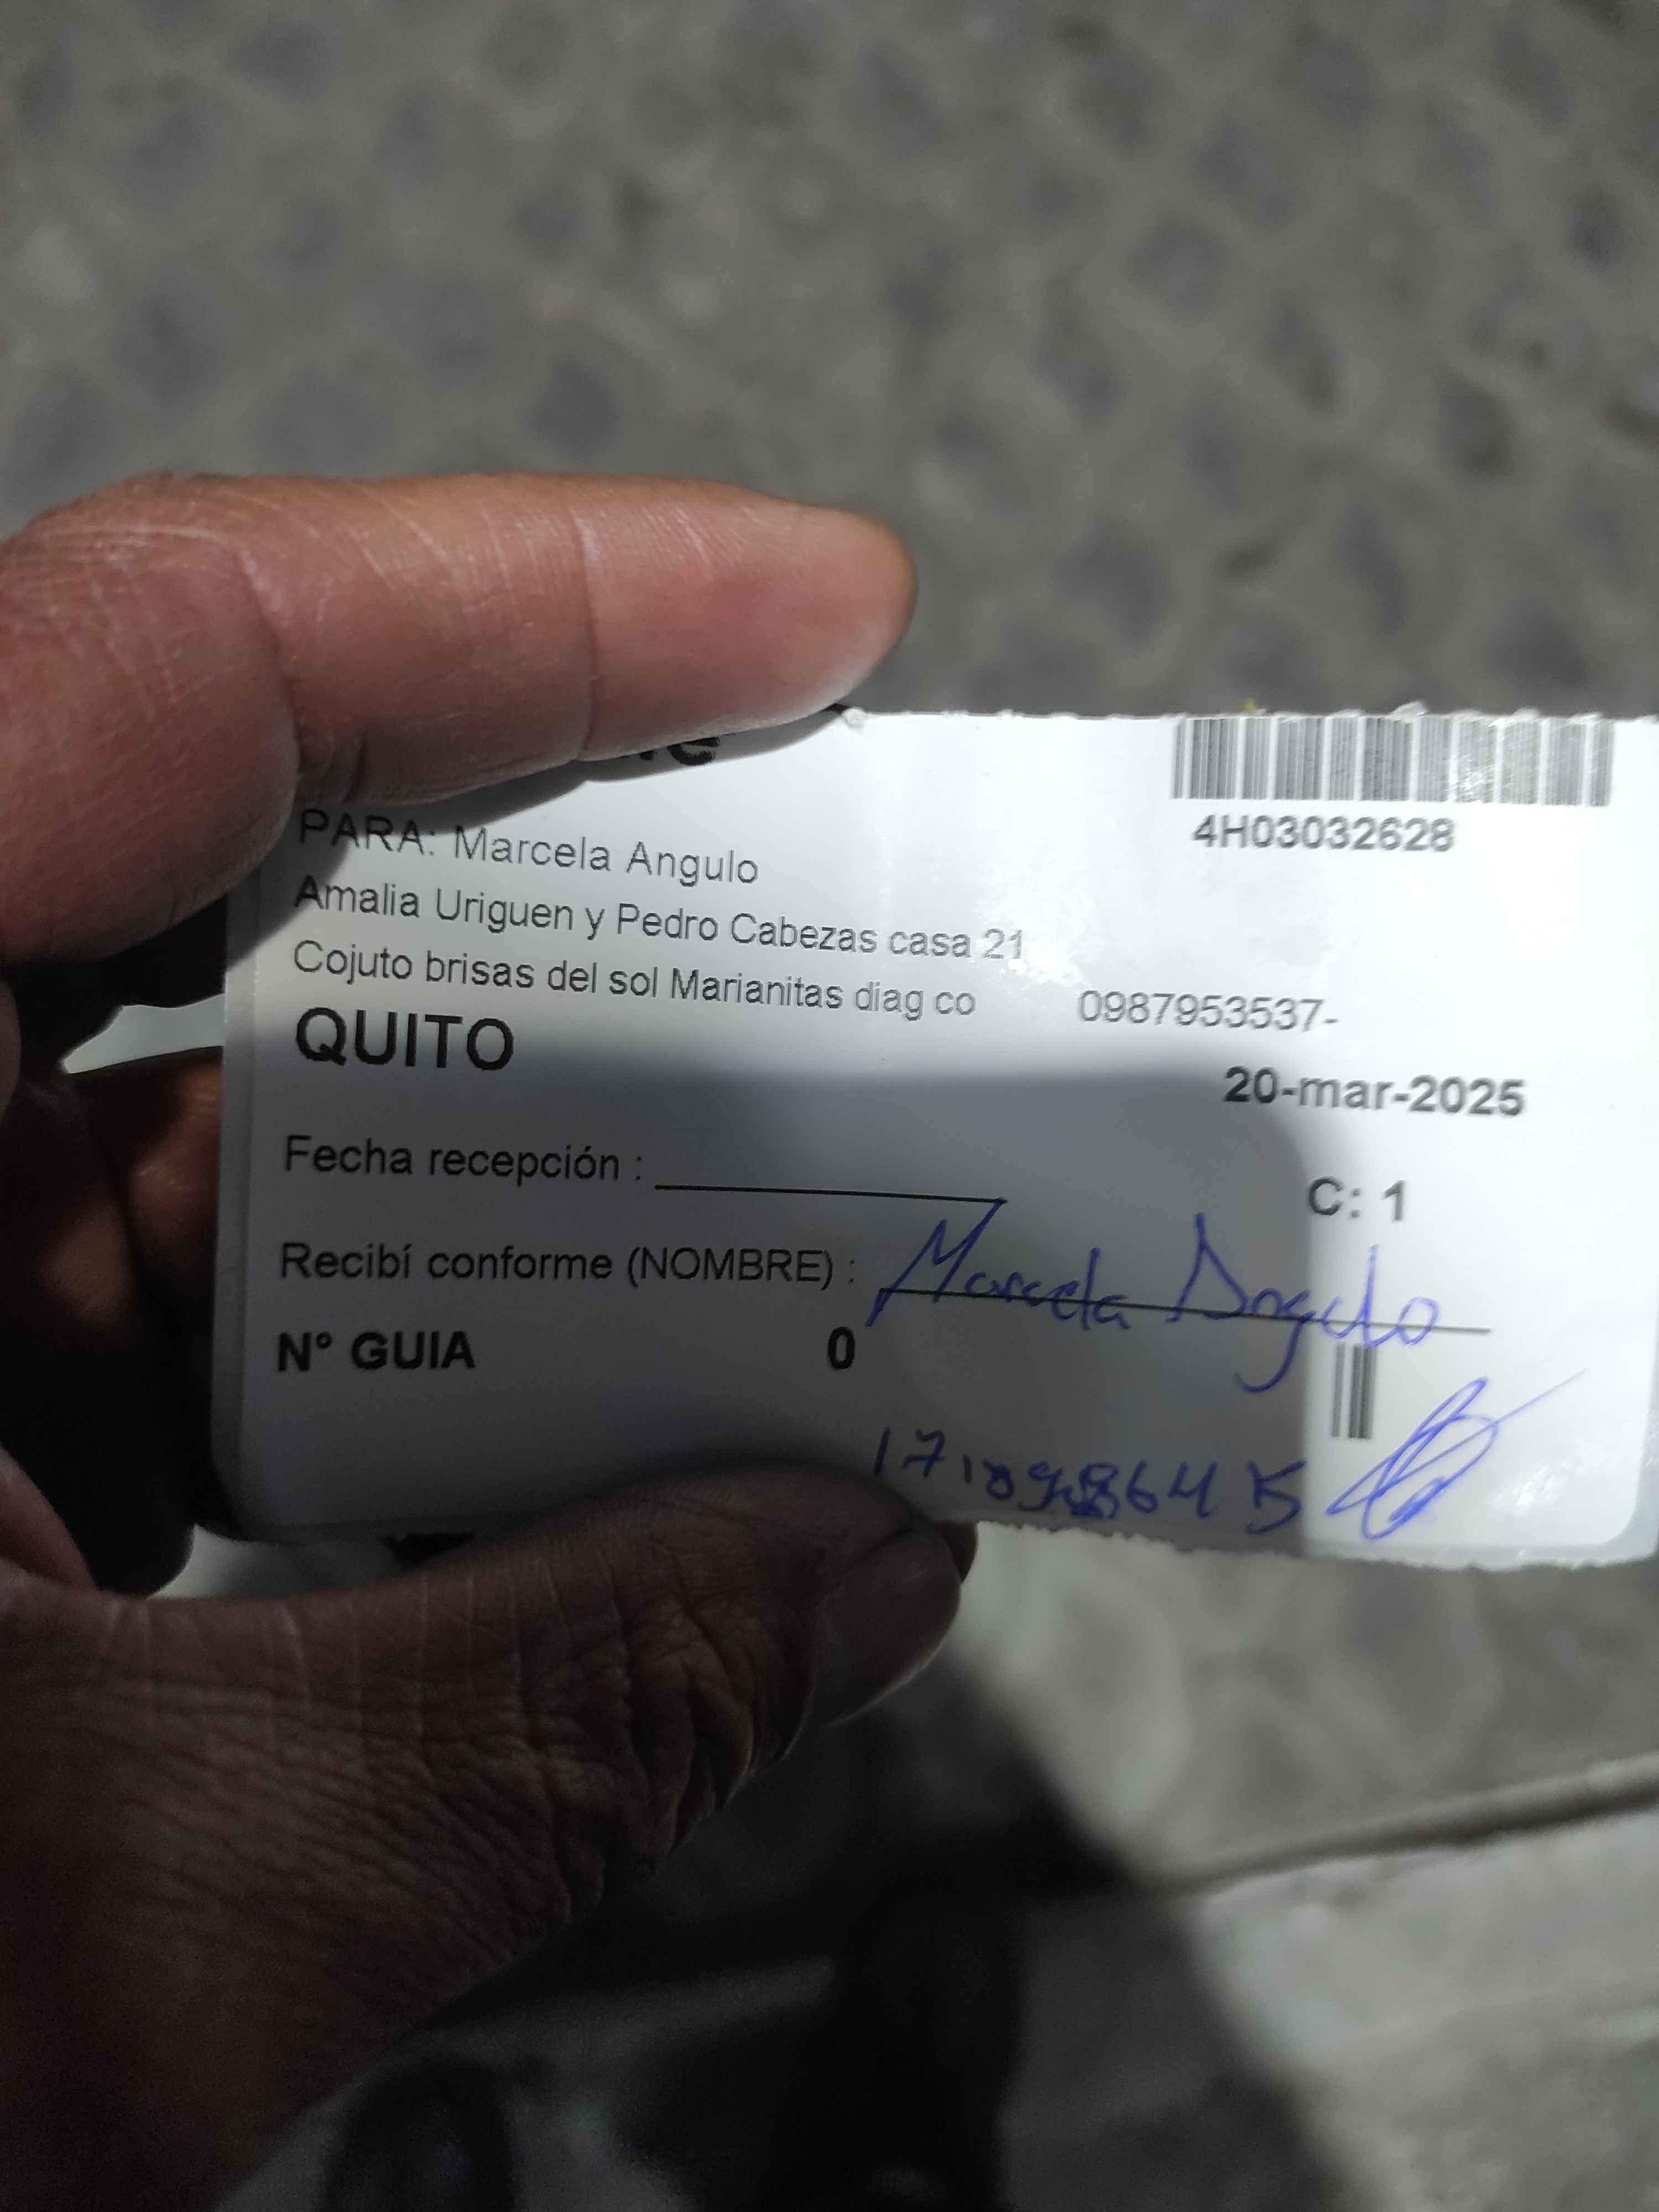 4H03032628
PARA: Marcela Angulo
Amalia Uriguen y Pedro Cabezas casa 21
Cojuto brisas del sol Marianitas diag co 0987953537-
QUITO
20-mar-2025
Fecha recepción :
C: 1
Recibí conforme (NOMBRE) : Marcela Angulo
N° GUIA 0